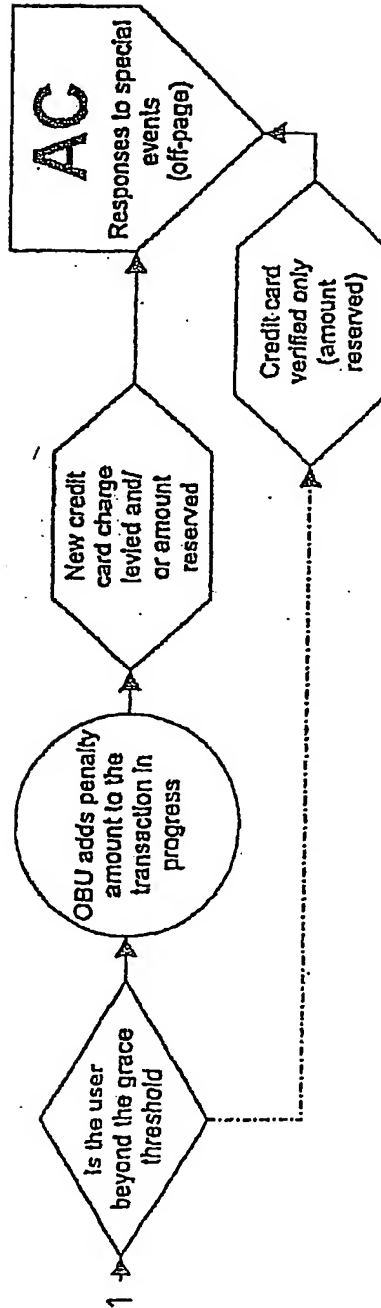 1
Is the user
beyond the grace
threshold
OBU adds penalty
amount to the
transaction in
progress
New credit
card charge
levied and/
or amount
reserved
AC
Responses to special
events
(off-page)
Credit-card
verified only
(amount
reserved)